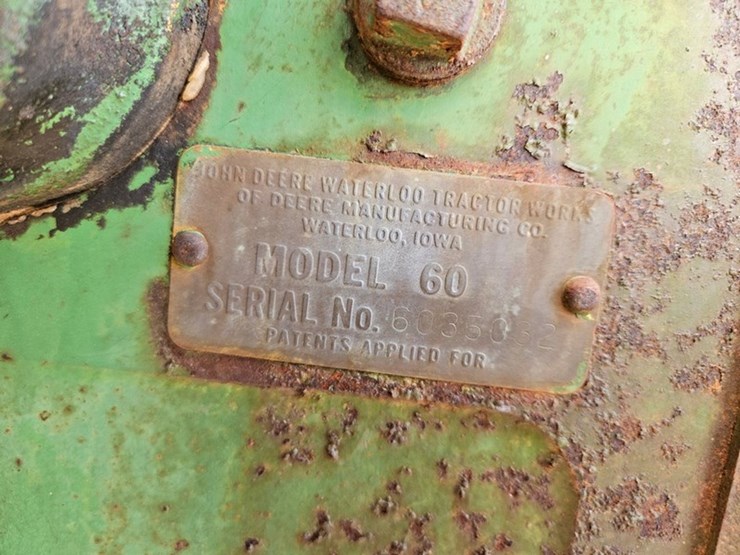 JOHN DEERE WATERLOO TRACTOR WORKS
OF DEERE MANUFACTURING CO.
WATERLOO, IOWA
MODEL 60
SERIAL No.
PATENTS APPLIED FOR